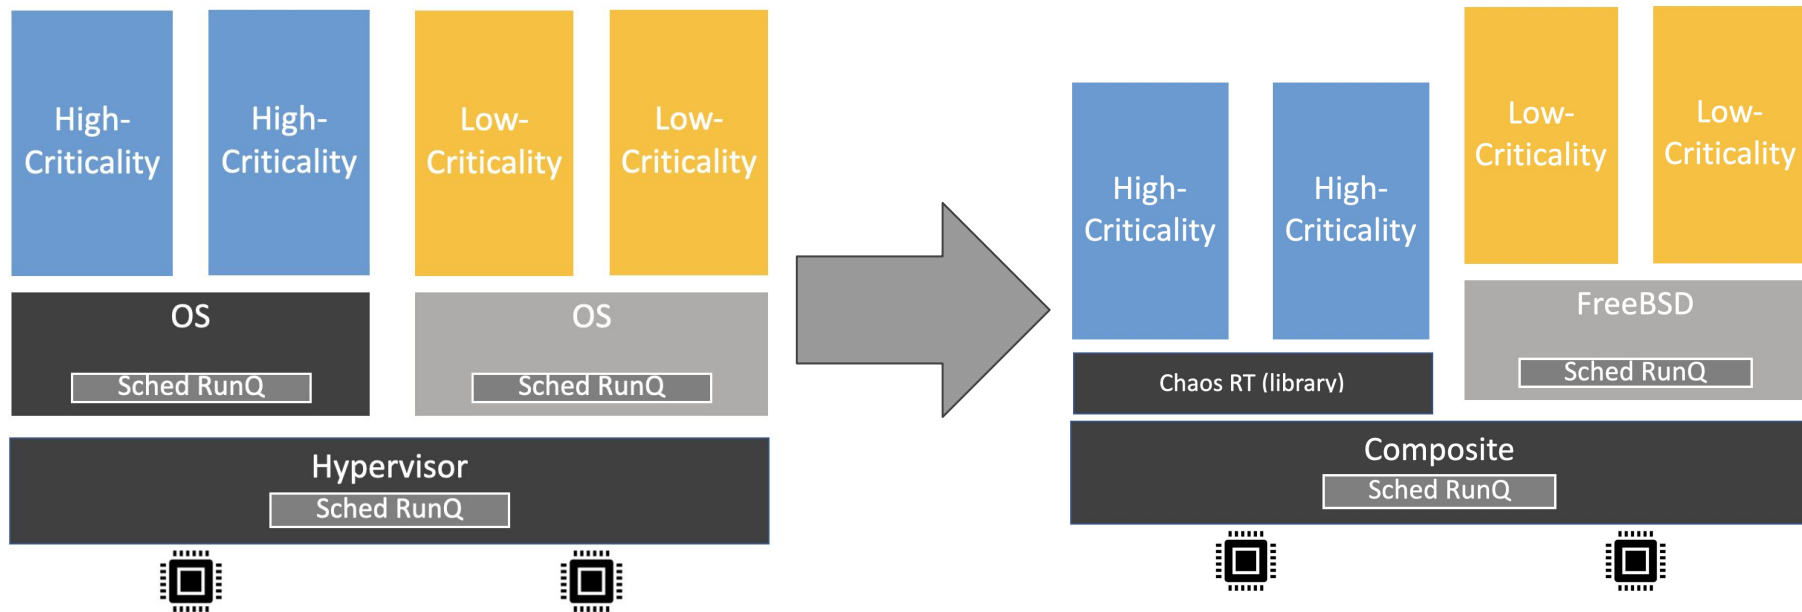 High-
Criticality
High-
Criticality
Low-
Criticality
Low-
Criticality
OS
Sched RunQ
OS
Sched RunQ
Hypervisor
Sched RunQ
High-
Criticality
High-
Criticality
Low-
Criticality
Low-
Criticality
Chaos RT (library)
FreeBSD
Sched RunQ
Composite
Sched RunQ